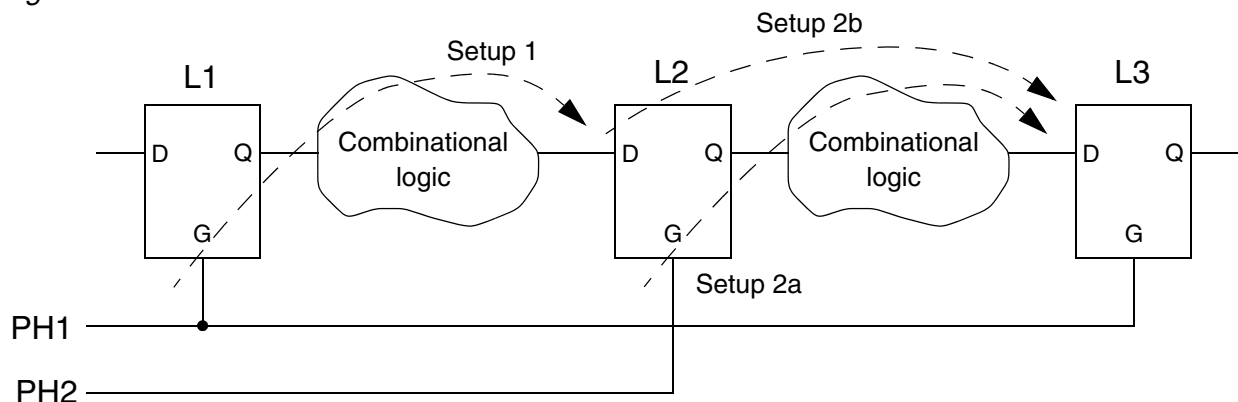 Setup 1
Setup 2b
L1
L2
L3
D
Q
G
Combinational
logic
D
Q
G
Combinational
logic
D
Q
G
Setup 2a
PH1
PH2